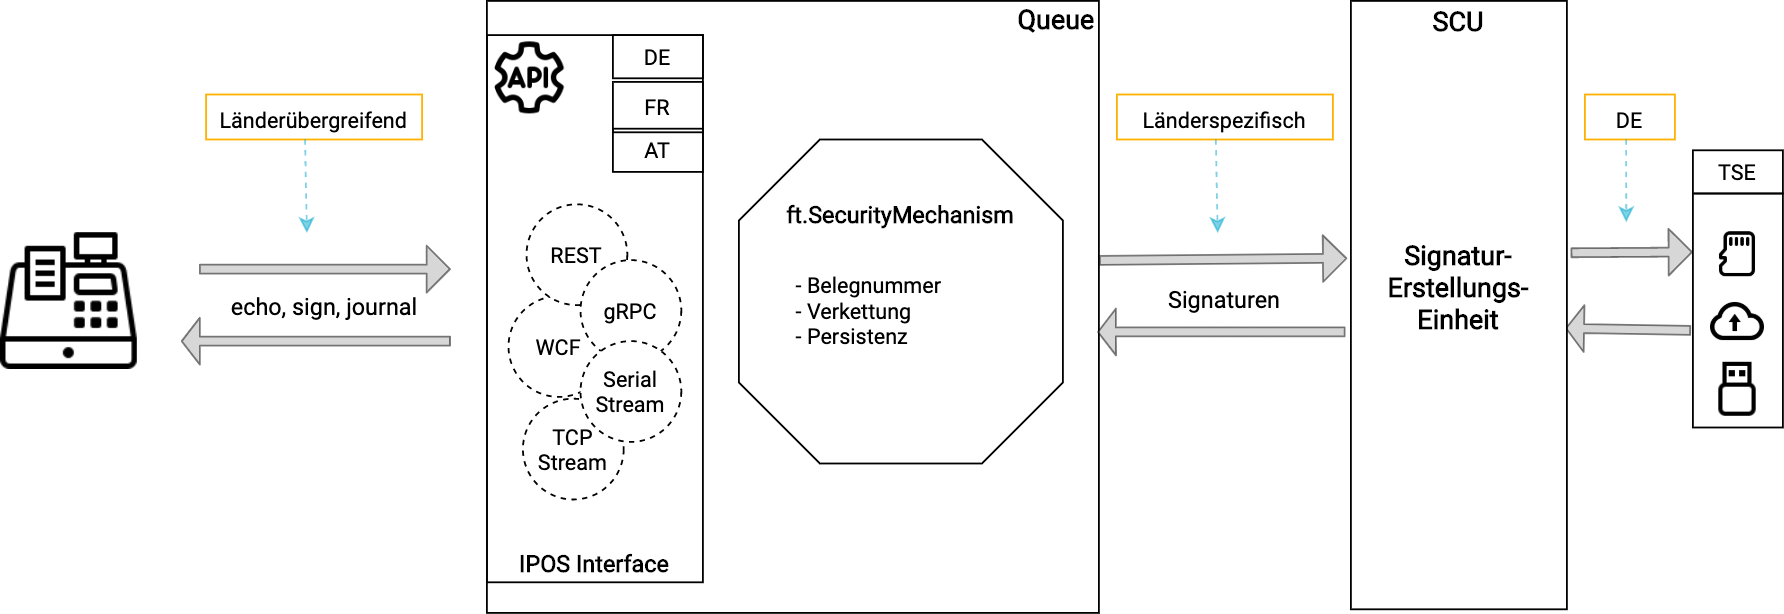 Länderübergreifend
echo, sign, journal
Queue
API
DE
FR
AT
REST
gRPC
WCF
Serial
Stream
TCP
Stream
IPOS Interface
ft.SecurityMechanism
- Belegnummer
- Verkettung
- Persistenz
Länderspezifisch
Signaturen
SCU
Signatur-
Erstellungs-
Einheit
DE
TSE